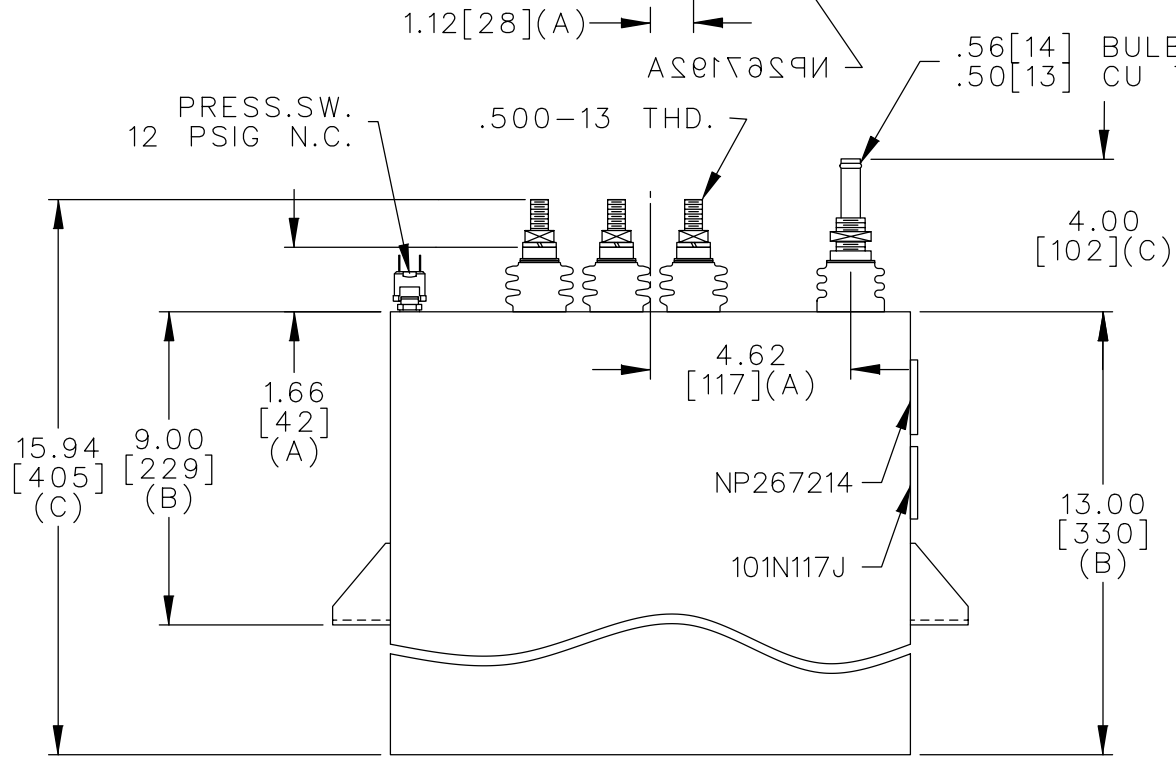 1.12[28](A)
NP267192A
.56[14] BULB
.50[13] CU
PRESS.SW.
12 PSIG N.C.
.500-13 THD.
4.00
[102](C)
4.62
[117](A)
1.66
[42]
(A)
15.94
[405]
(C)
9.00
[229]
(B)
NP267214
101N117J
13.00
[330]
(B)